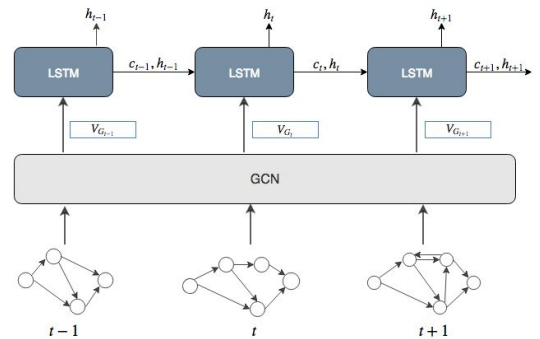 h_{t-1} h_t h_{t+1}
LSTM c_{t-1}, h_{t-1} LSTM c_t, h_t LSTM c_{t+1}, h_{t+1}
V_{G_{t-1}} V_{G_t} V_{G_{t+1}}
GCN
t − 1 t t + 1